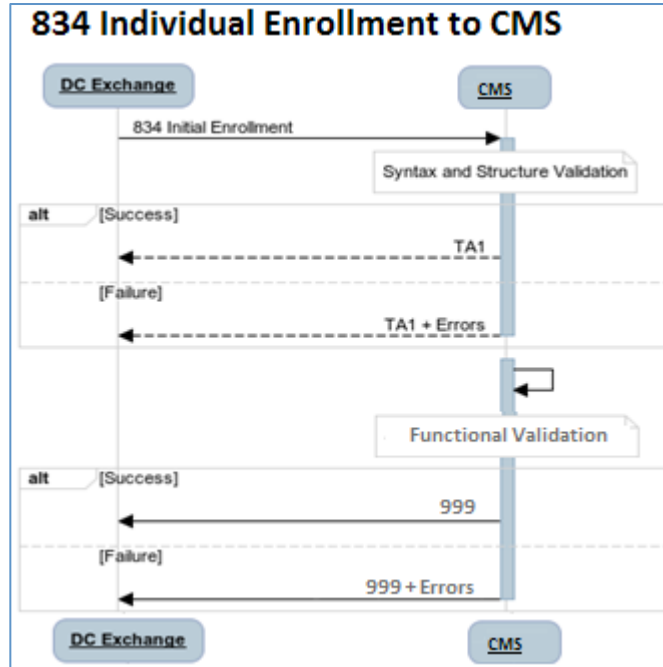 834 Individual Enrollment to CMS
DC Exchange
CMS
834 Initial Enrollment
Syntax and Structure Validation
alt
[Success]
TA1
[Failure]
TA1 + Errors
Functional Validation
alt
[Success]
999
[Failure]
999 + Errors
DC Exchange
CMS